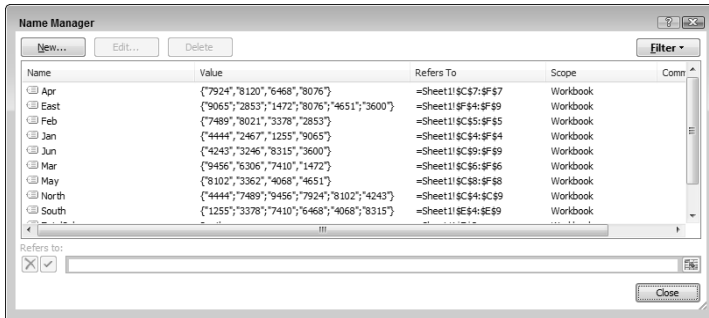 Name Manager
New... Edit... Delete Filter
Name Value Refers To Scope Comm
Apr {"7924","8120","6468","8076"} =Sheet1!$C$7:$F$7 Workbook
East {"9065";"2853";"1472";"8076";"4651";"3600"} =Sheet1!$F$4:$F$9 Workbook
Feb {"7489","8021","3378","2853"} =Sheet1!$C$5:$F$5 Workbook
Jan {"4444","2467","1255","9065"} =Sheet1!$C$4:$F$4 Workbook
Jun {"4243","3246","8315","3600"} =Sheet1!$C$9:$F$9 Workbook
Mar {"9456","6306","7410","1472"} =Sheet1!$C$6:$F$6 Workbook
May {"8102","3362","4068","4651"} =Sheet1!$C$8:$F$8 Workbook
North {"4444";"7489";"9456";"7924";"8102";"4243"} =Sheet1!$C$4:$C$9 Workbook
South {"1255";"3378";"7410";"6468";"4068";"8315"} =Sheet1!$E$4:$E$9 Workbook
Refers to:
Close